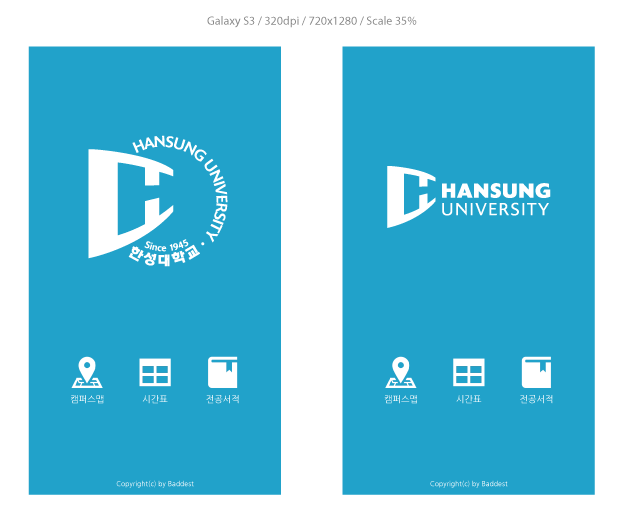 Galaxy S3 / 320dpi / 720x1280 / Scale 35%
HANSUNG UNIVERSITY
Since 1945
한성대학교
캠퍼스맵 시간표 전공서적
Copyright(c) by Baddest
HANSUNG
UNIVERSITY
캠퍼스맵 시간표 전공서적
Copyright(c) by Baddest